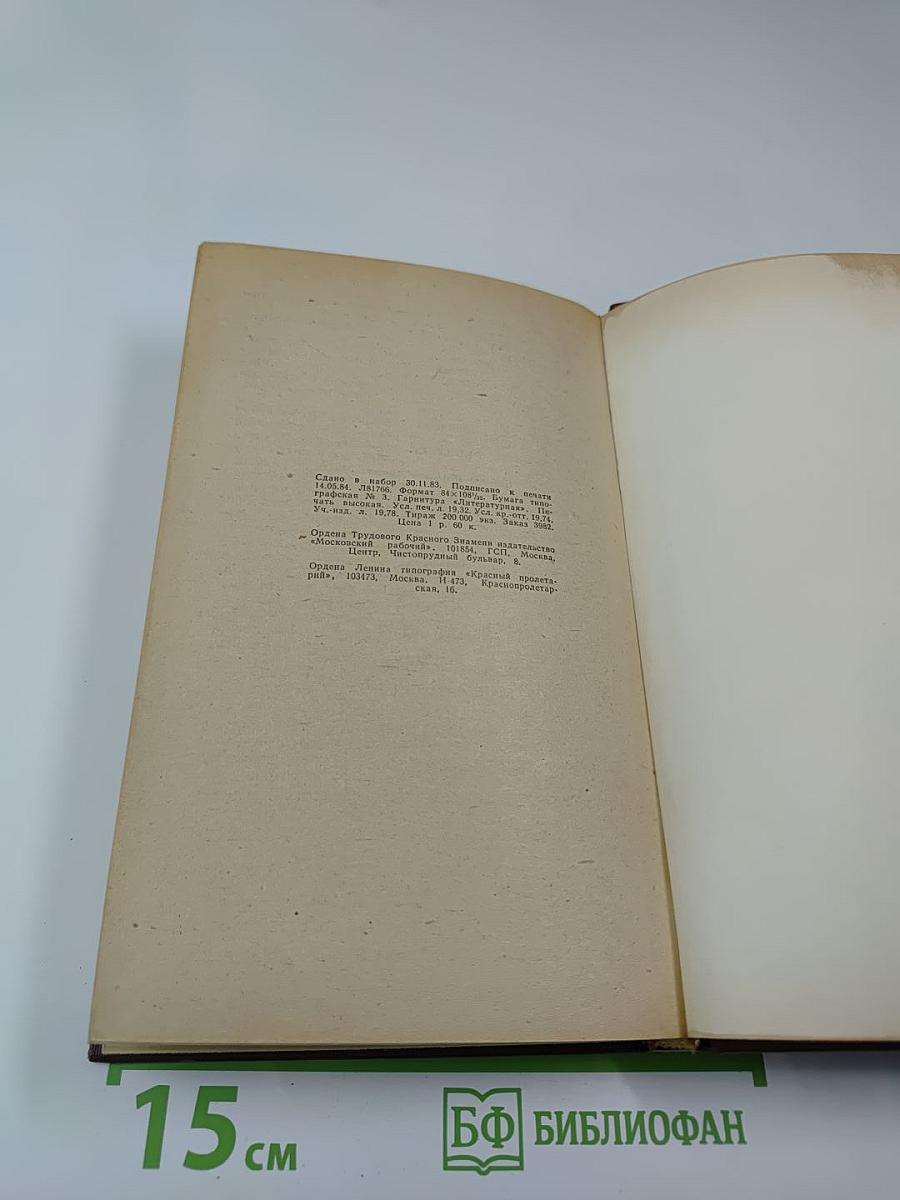 Сдано в набор 30.11.83. Подписано к печати
14.05.84. Л81766. Формат 84×108¹/₃₂. Бумага типо-
графская № 3. Гарнитура «Литературная». Пе-
чать высокая. Усл. печ. л. 19,32. Усл. кр.-отт. 19,74.
Уч.-изд. л. 19,78. Тираж 200 000 экз. Заказ 3982.
Цена 1 р. 60 к.
Ордена Трудового Красного Знамени издательство
«Московский рабочий». 101854, ГСП, Москва,
Центр, Чистопрудный бульвар, 8.
Ордена Ленина типография «Красный пролета-
рий», 103473, Москва, И-473, Краснопролетар-
ская, 16.
15 см
БФ БИБЛИОФАН